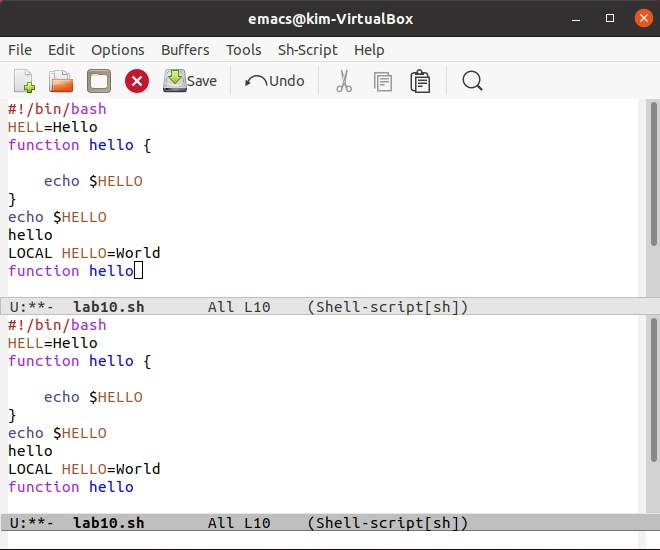 emacs@kim-VirtualBox
File Edit Options Buffers Tools Sh-Script Help
Save Undo
#!/bin/bash
HELL=Hello
function hello {
    echo $HELLO
}
echo $HELLO
hello
LOCAL HELLO=World
function hello
U:**-  lab10.sh       All L10    (Shell-script[sh])
#!/bin/bash
HELL=Hello
function hello {
    echo $HELLO
}
echo $HELLO
hello
LOCAL HELLO=World
function hello
U:**-  lab10.sh       All L10    (Shell-script[sh])